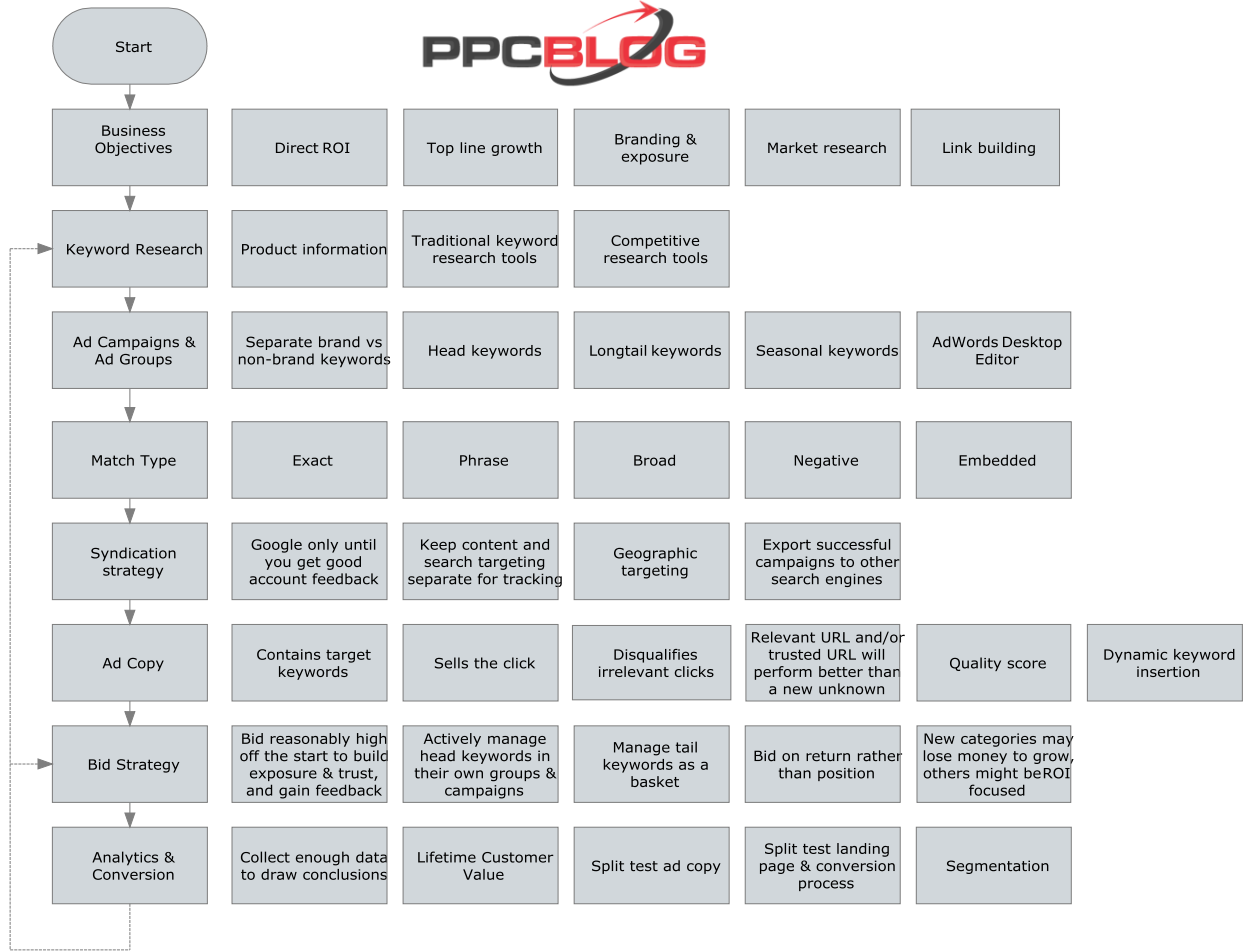 Start
PPCBLOG
Business
Objectives
Direct ROI
Top line growth
Branding &
exposure
Market research
Link building
Keyword Research
Product information
Traditional keyword
research tools
Competitive
research tools
Ad Campaigns &
Ad Groups
Separate brand vs
non-brand keywords
Head keywords
Longtail keywords
Seasonal keywords
AdWords Desktop
Editor
Match Type
Exact
Phrase
Broad
Negative
Embedded
Syndication
strategy
Google only until
you get good
account feedback
Keep content and
search targeting
separate for tracking
Geographic
targeting
Export successful
campaigns to other
search engines
Ad Copy
Contains target
keywords
Sells the click
Disqualifies
irrelevant clicks
Relevant URL and/or
trusted URL will
perform better than
a new unknown
Quality score
Dynamic keyword
insertion
Bid Strategy
Bid reasonably high
off the start to build
exposure & trust,
and gain feedback
Actively manage
head keywords in
their own groups &
campaigns
Manage tail
keywords as a
basket
Bid on return rather
than position
New categories may
lose money to grow,
others might be ROI
focused
Analytics &
Conversion
Collect enough data
to draw conclusions
Lifetime Customer
Value
Split test ad copy
Split test landing
page & conversion
process
Segmentation